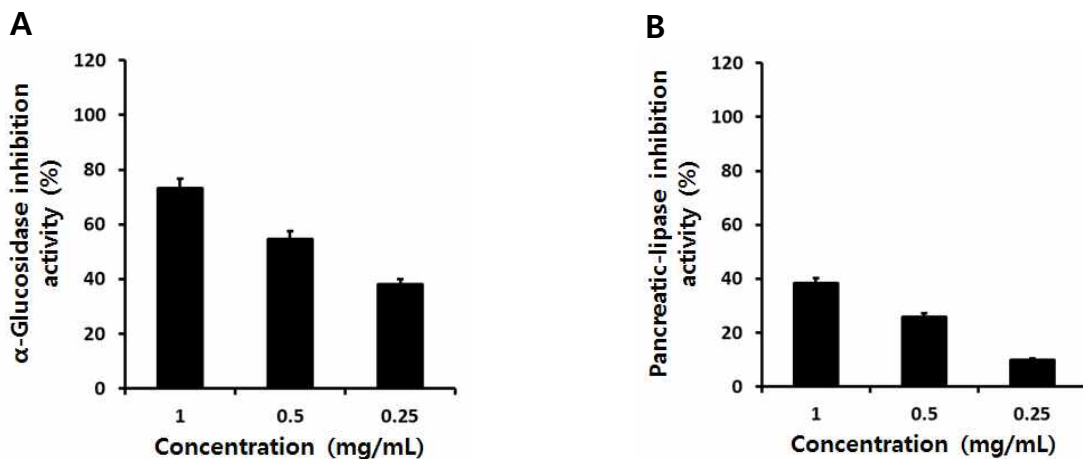 A
120
100
80
60
40
20
0
α-Glucosidase inhibition
activity (%)
1 0.5 0.25
Concentration (mg/mL)
B
120
100
80
60
40
20
0
Pancreatic-lipase inhibition
activity (%)
1 0.5 0.25
Concentration (mg/mL)